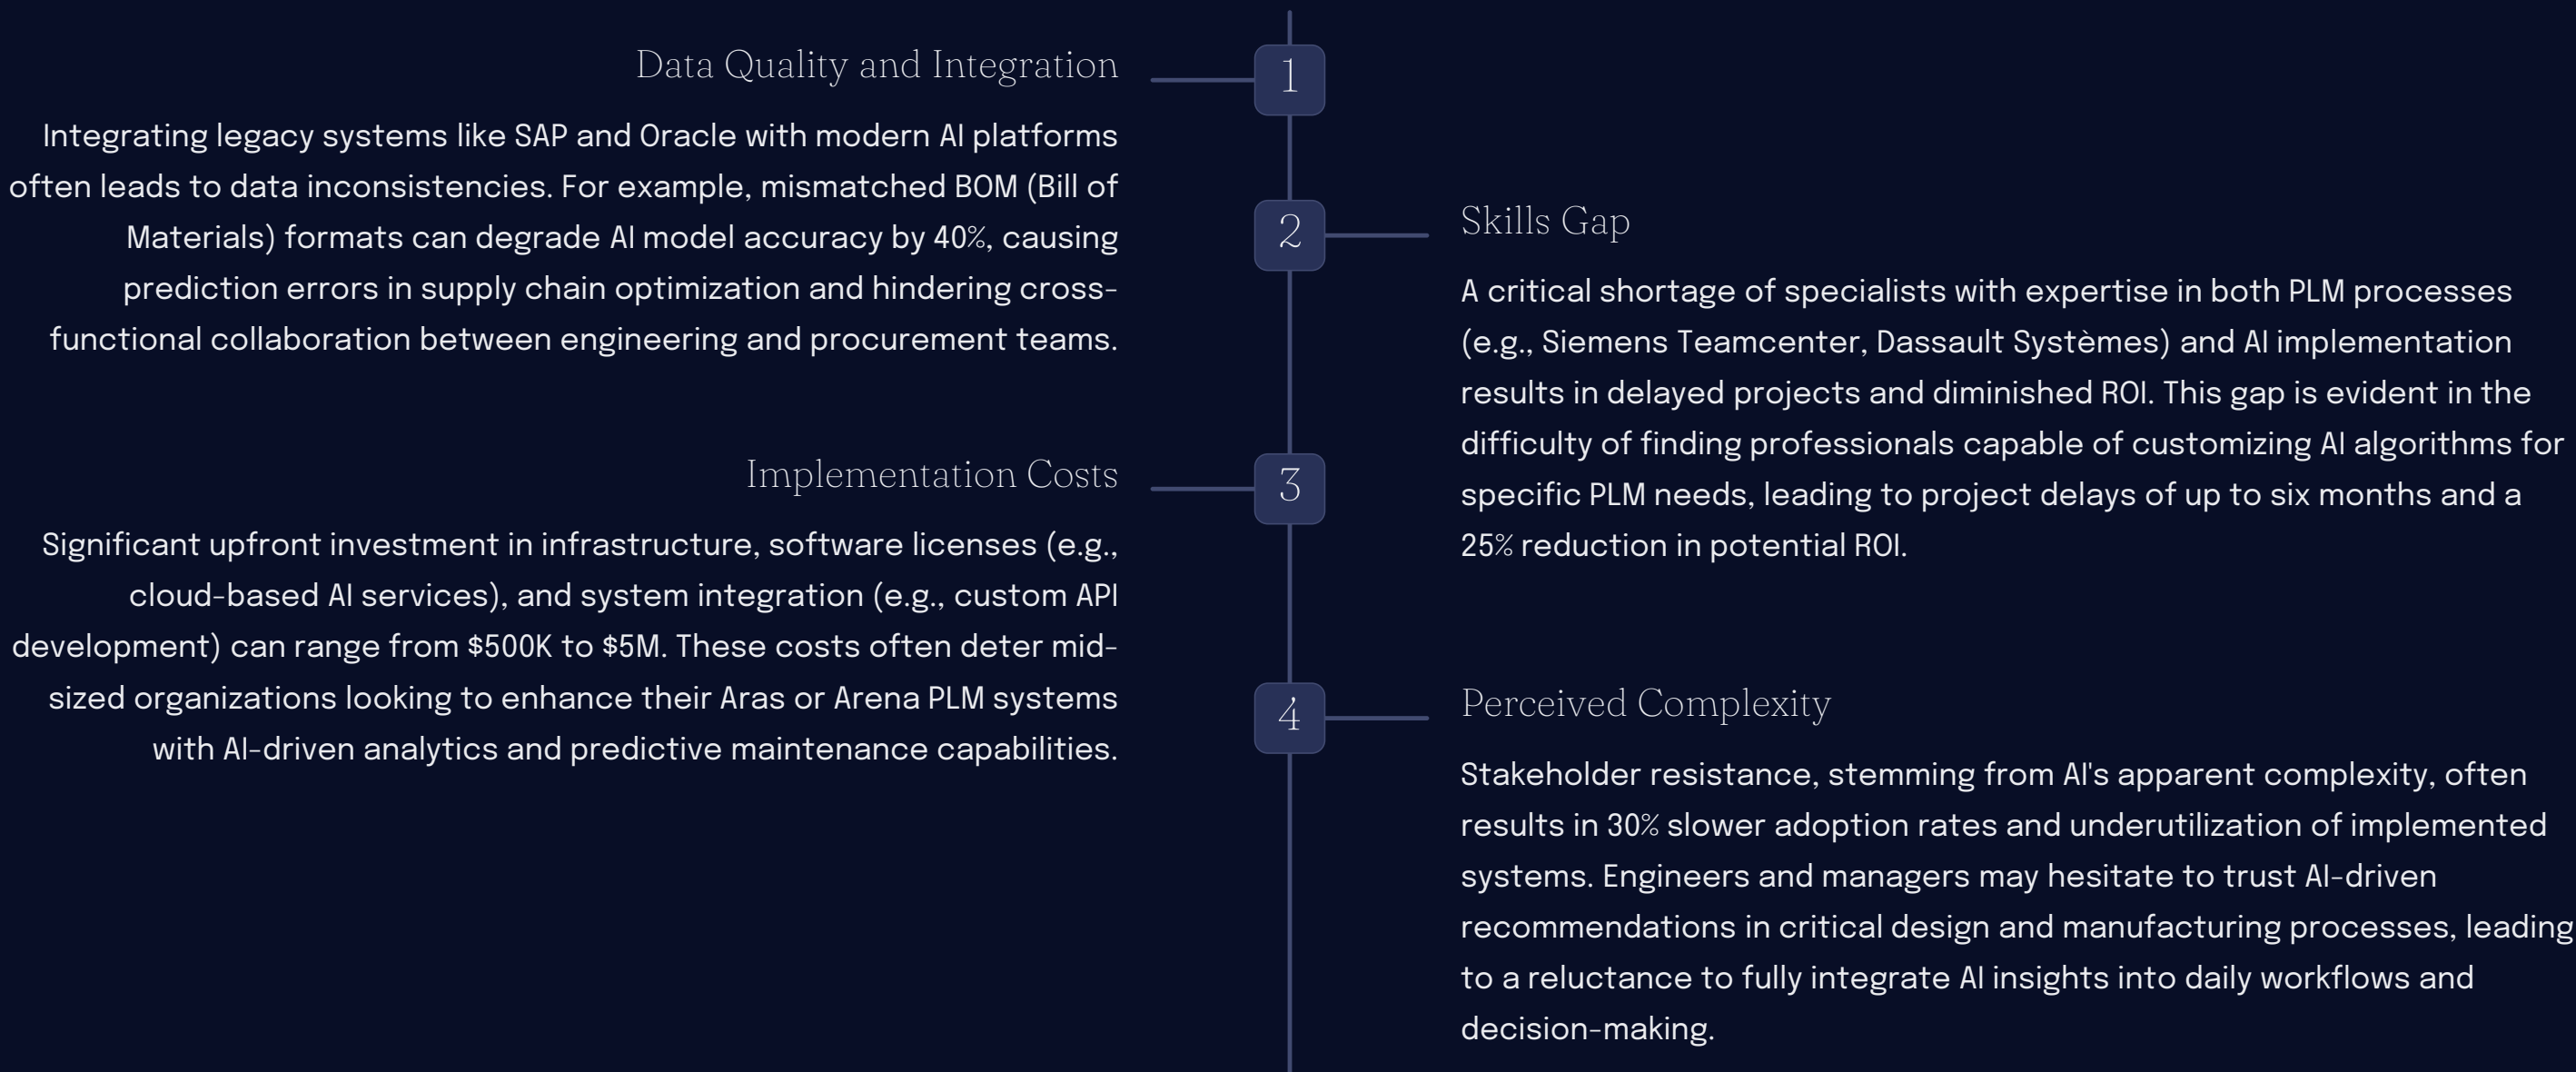 1
Data Quality and Integration
Integrating legacy systems like SAP and Oracle with modern AI platforms
often leads to data inconsistencies. For example, mismatched BOM (Bill of
Materials) formats can degrade AI model accuracy by 40%, causing
prediction errors in supply chain optimization and hindering cross-
functional collaboration between engineering and procurement teams.
2
Skills Gap
A critical shortage of specialists with expertise in both PLM processes
(e.g., Siemens Teamcenter, Dassault Systèmes) and AI implementation
results in delayed projects and diminished ROI. This gap is evident in the
difficulty of finding professionals capable of customizing AI algorithms for
specific PLM needs, leading to project delays of up to six months and a
25% reduction in potential ROI.
3
Implementation Costs
Significant upfront investment in infrastructure, software licenses (e.g.,
cloud-based AI services), and system integration (e.g., custom API
development) can range from $500K to $5M. These costs often deter mid-
sized organizations looking to enhance their Aras or Arena PLM systems
with AI-driven analytics and predictive maintenance capabilities.
4
Perceived Complexity
Stakeholder resistance, stemming from AI's apparent complexity, often
results in 30% slower adoption rates and underutilization of implemented
systems. Engineers and managers may hesitate to trust AI-driven
recommendations in critical design and manufacturing processes, leading
to a reluctance to fully integrate AI insights into daily workflows and
decision-making.